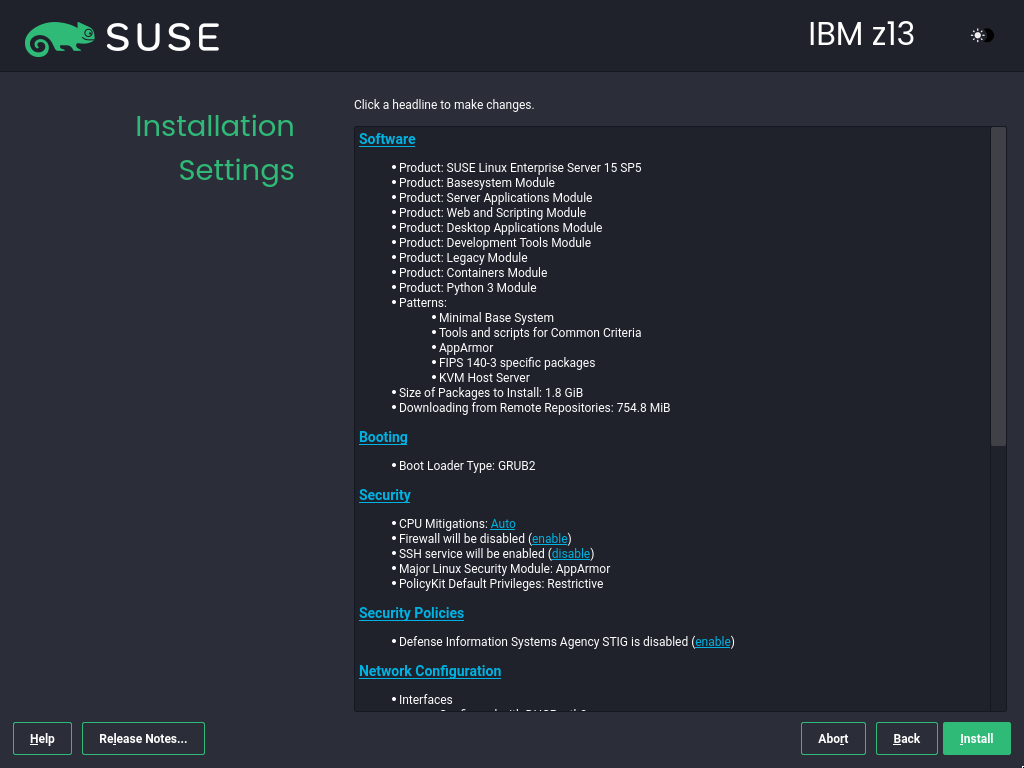 SUSE
IBM z13
Installation
Settings
Click a headline to make changes.
Software
• Product: SUSE Linux Enterprise Server 15 SP5
• Product: Basesystem Module
• Product: Server Applications Module
• Product: Web and Scripting Module
• Product: Desktop Applications Module
• Product: Development Tools Module
• Product: Legacy Module
• Product: Containers Module
• Product: Python 3 Module
• Patterns:
• Minimal Base System
• Tools and scripts for Common Criteria
• AppArmor
• FIPS 140-3 specific packages
• KVM Host Server
• Size of Packages to Install: 1.8 GiB
• Downloading from Remote Repositories: 754.8 MiB
Booting
• Boot Loader Type: GRUB2
Security
• CPU Mitigations: Auto
• Firewall will be disabled (enable)
• SSH service will be enabled (disable)
• Major Linux Security Module: AppArmor
• PolicyKit Default Privileges: Restrictive
Security Policies
• Defense Information Systems Agency STIG is disabled (enable)
Network Configuration
• Interfaces
Help
Release Notes...
Abort
Back
Install